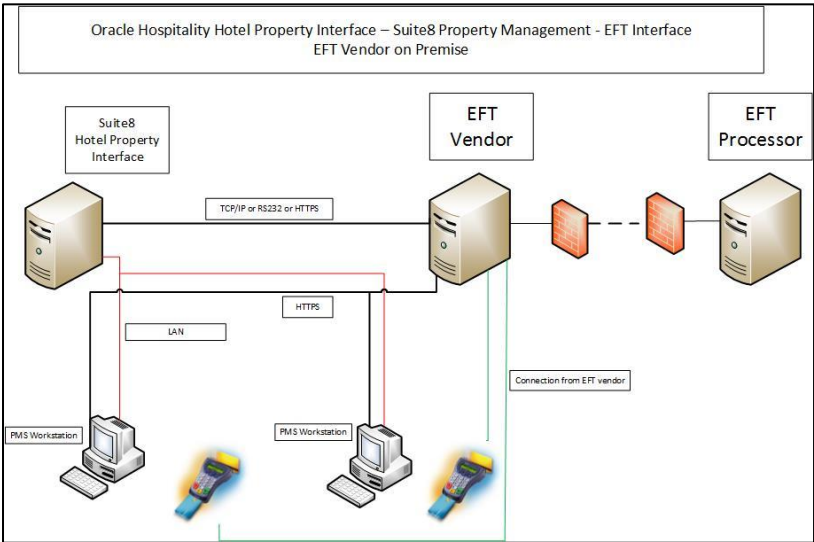 Oracle Hospitality Hotel Property Interface – Suite8 Property Management - EFT Interface
EFT Vendor on Premise
Suite8
Hotel Property
Interface
EFT
Vendor
EFT
Processor
TCP/IP or RS232 or HTTPS
HTTPS
LAN
Connection from EFT vendor
PMS Workstation
PMS Workstation